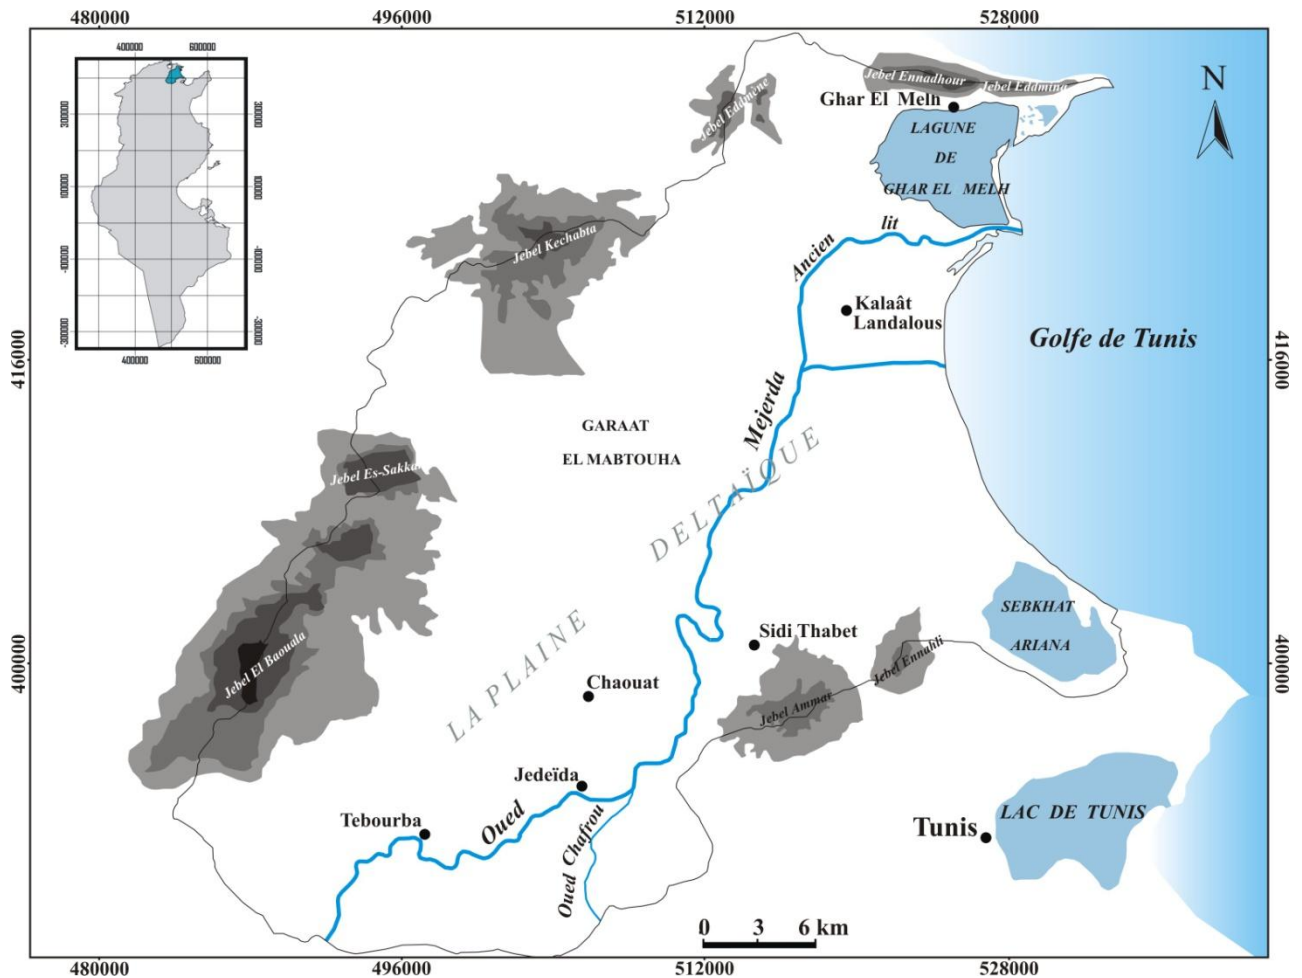 480000
496000
512000
528000
400000
600000
300000
100000
-100000
-300000
300000
100000
-100000
-300000
400000
600000
416000
400000
416000
400000
N
Jebel Ennadhour
Jebel Eddmina
Ghar El Melh
LAGUNE
DE
GHAR EL MELH
Jebel Eddmène
Jebel Kechabta
Ancien
lit
Kalaât
Landalous
Golfe de Tunis
Mejerda
GARAAT
EL MABTOUHA
Jebel Es-Sakkak
LA PLAINE
DELTAÏQUE
Jebel El Baouala
SEBKHAT
ARIANA
Sidi Thabet
Jebel Ennahli
Jebel Ammar
Chaouat
Jedeïda
Tebourba
Oued
Oued Chafrou
Tunis
LAC DE TUNIS
0 3 6 km
480000
496000
512000
528000